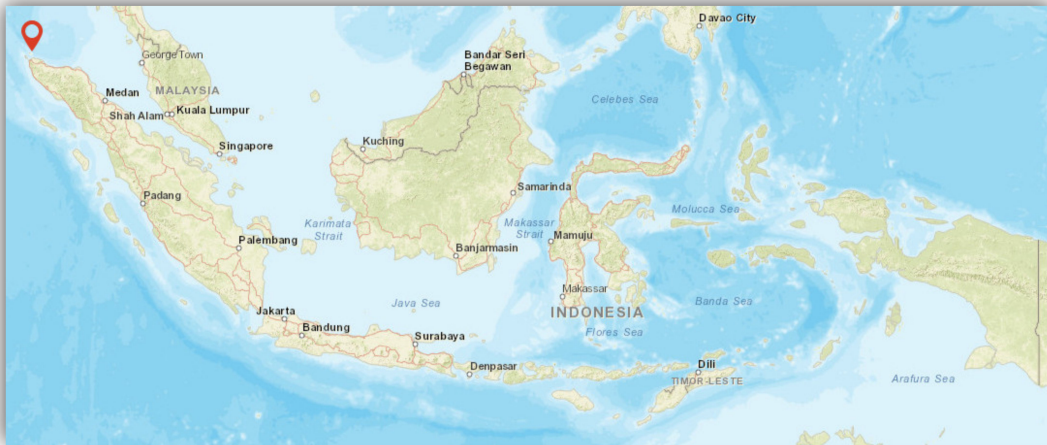 Davao City
George Town
Bandar Seri
Begawan
MALAYSIA
Medan
Celebes Sea
Shah Alam
Kuala Lumpur
Kuching
Singapore
Samarinda
Padang
Molucca Sea
Karimata
Strait
Makassar
Strait
Mamuju
Palembang
Banjarmasin
Makassar
Java Sea
Banda Sea
Jakarta
INDONESIA
Bandung
Flores Sea
Surabaya
Denpasar
Dili
TIMOR-LESTE
Arafura Sea